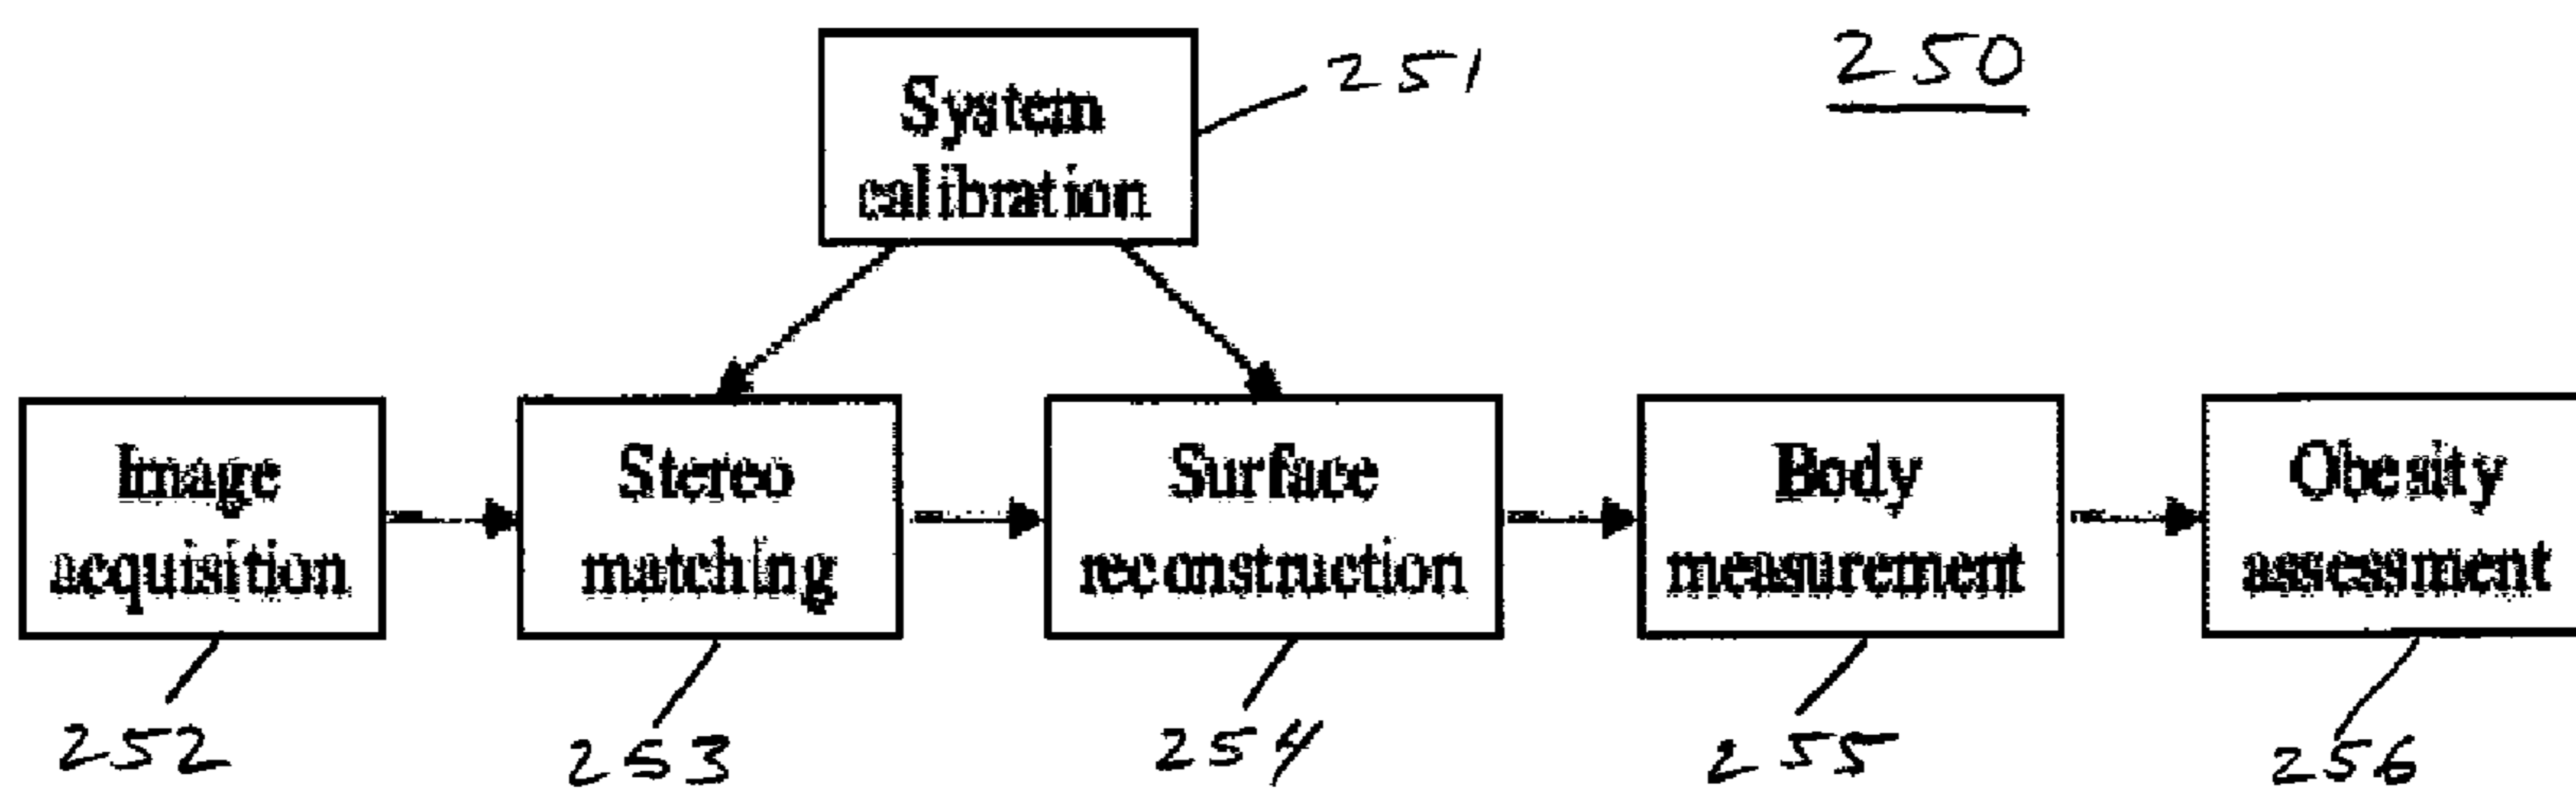 250
System
calibration
251
Image
acquisition
Stereo
matching
Surface
reconstruction
Body
measurement
Obesity
assessment
252
253
254
255
256